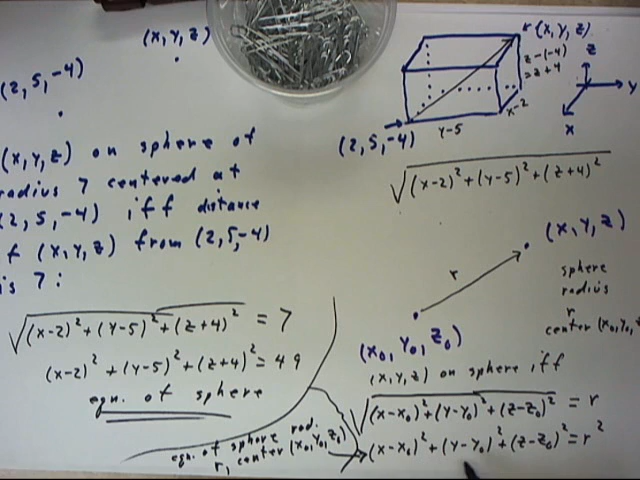 (x, y, z)
(2, 5, -4)
(x, y, z) on sphere of
radius 7 centered at
(2, 5, -4) iff distance
of (x, y, z) from (2, 5, -4)
is 7:
√((x-2)² + (y-5)² + (z+4)²) = 7
(x-2)² + (y-5)² + (z+4)² = 49
eqn. of sphere
eqn. of sphere rad.
r, center (x₀, y₀, z₀)
(x, y, z)
z-(-4)
= z+4
x-2
y-5
(2, 5, -4)
z
y
x
√((x-2)² + (y-5)² + (z+4)²)
(x, y, z)
r
(x₀, y₀, z₀)
sphere
radius
r
center (x₀, y₀,
(x, y, z) on sphere iff
√((x-x₀)² + (y-y₀)² + (z-z₀)²) = r
(x-x₀)² + (y-y₀)² + (z-z₀)² = r²